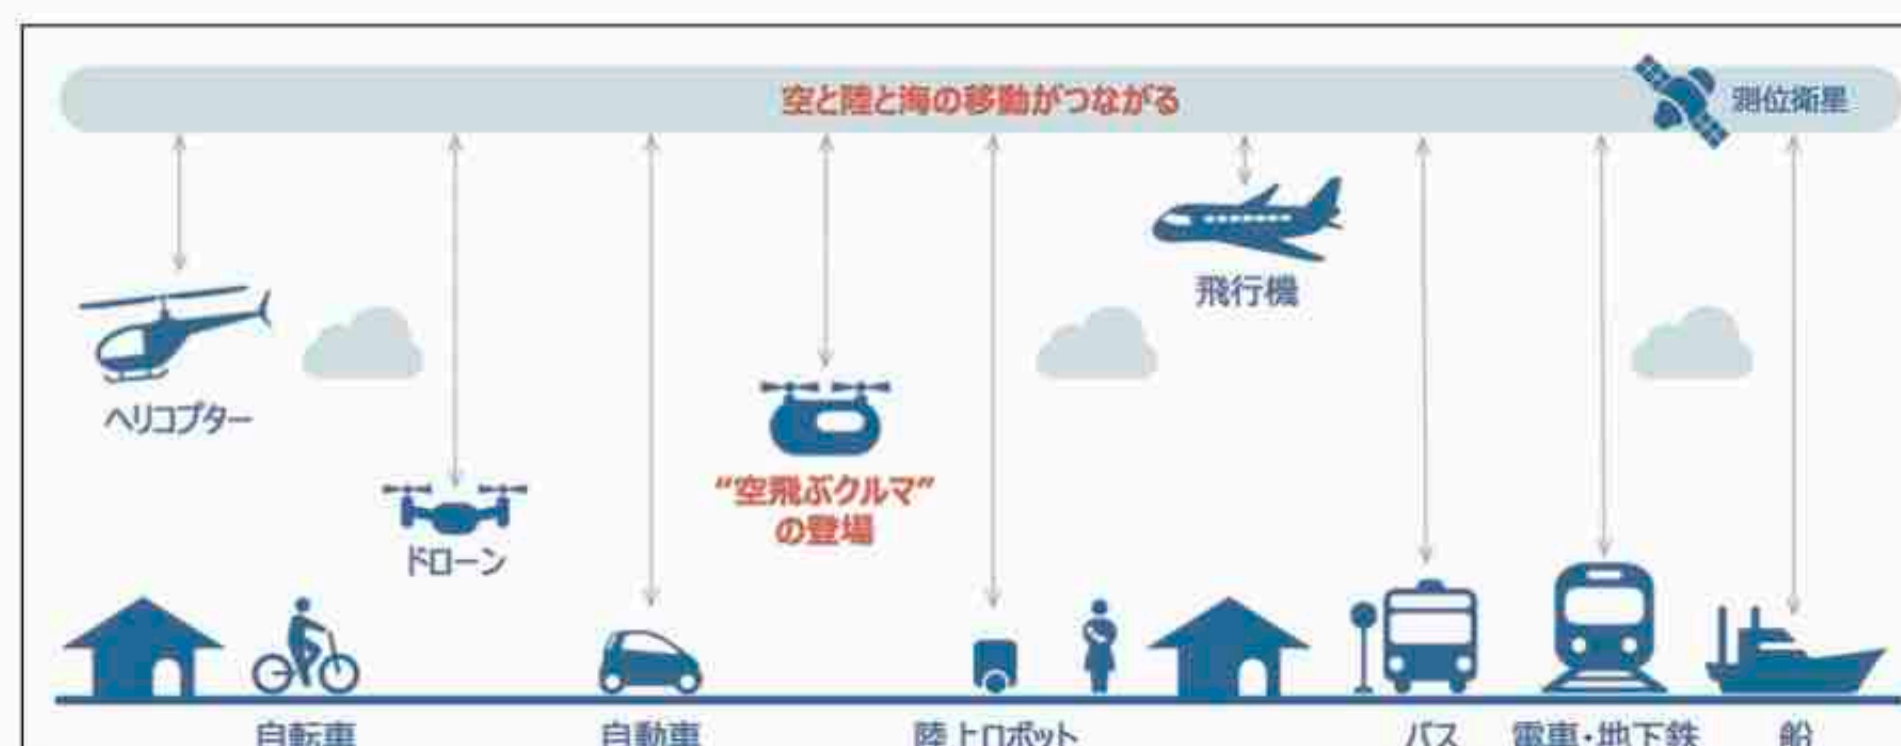 空と陸と海の移動がつながる
測位衛星
飛行機
ヘリコプター
“空飛ぶクルマ”
の登場
ドローン
自転車
自動車
陸上ロボット
バス
電車・地下鉄
船